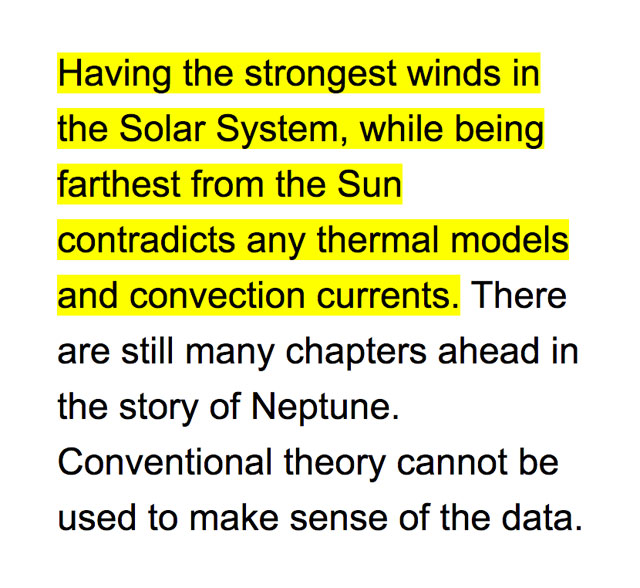 Having the strongest winds in
the Solar System, while being
farthest from the Sun
contradicts any thermal models
and convection currents. There
are still many chapters ahead in
the story of Neptune.
Conventional theory cannot be
used to make sense of the data.